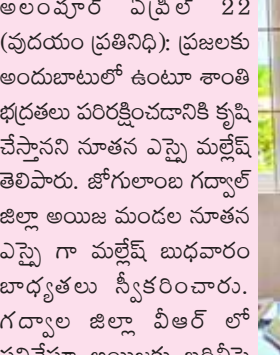 అలంపూర్ ఏప్రిల్ 22
(వుదయం ప్రతినిధి): ప్రజలకు
అందుబాటులో ఉంటూ శాంతి
భద్రతలు పరిరక్షించడానికి కృషి
చేస్తానని నూతన ఎస్సై మల్లేష్
తెలిపారు. జోగులాంబ గద్వాల్
జిల్లా అయిజ మండల నూతన
ఎస్సై గా మల్లేష్ బుధవారం
బాధ్యతలు స్వీకరించారు.
గద్వాల జిల్లా వీఆర్ లో